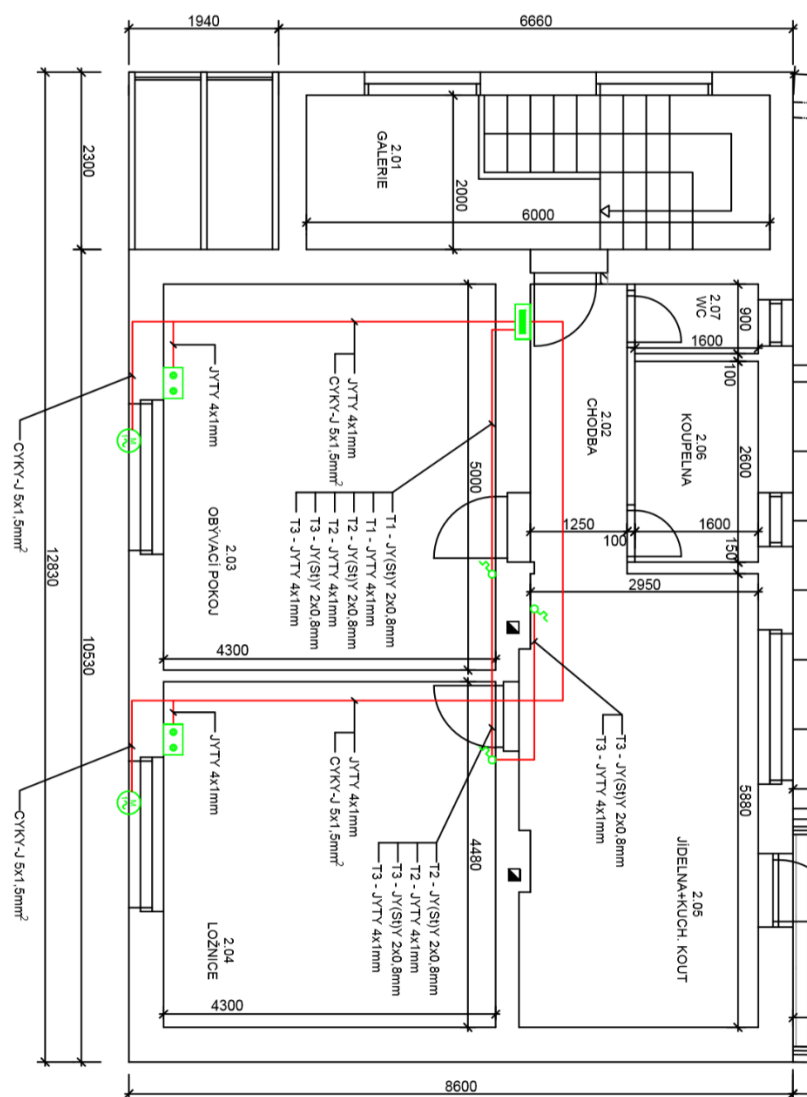 1940
6660
2300
2.01
GALERIE
2000
6000
2.07
WC
900
1600
100
2.02
CHODBA
2.06
KOUPELNA
2600
JYTY 4x1mm
JYTY 4x1mm
CYKY-J 5x1,5mm²
CYKY-J 5x1,5mm²
5000
T1 - JY(St)Y 2x0,8mm
T1 - JYTY 4x1mm
T2 - JY(St)Y 2x0,8mm
T2 - JYTY 4x1mm
T3 - JY(St)Y 2x0,8mm
T3 - JYTY 4x1mm
2.03
OBÝVACÍ POKOJ
1250
100
1600
150
2950
12830
10530
4300
T3 - JY(St)Y 2x0,8mm
T3 - JYTY 4x1mm
JYTY 4x1mm
JYTY 4x1mm
CYKY-J 5x1,5mm²
CYKY-J 5x1,5mm²
4480
5880
T2 - JY(St)Y 2x0,8mm
T2 - JYTY 4x1mm
T3 - JY(St)Y 2x0,8mm
T3 - JYTY 4x1mm
2.05
JÍDELNA+KUCH. KOUT
2.04
LOŽNICE
4300
8600